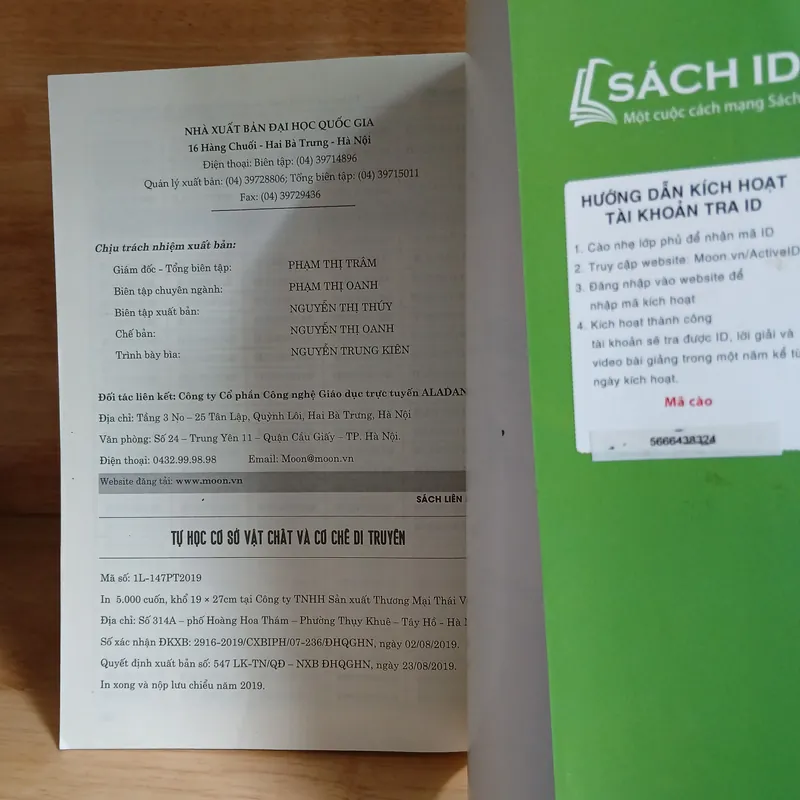 NHÀ XUẤT BẢN ĐẠI HỌC QUỐC GIA
16 Hàng Chuối - Hai Bà Trưng - Hà Nội
Điện thoại: Biên tập: (04) 39714896
Quản lý xuất bản: (04) 39728806; Tổng biên tập: (04) 39715011
Fax: (04) 39729436
Chịu trách nhiệm xuất bản:
Giám đốc - Tổng biên tập: PHẠM THỊ TRÂM
Biên tập chuyên ngành: PHẠM THỊ OANH
Biên tập xuất bản: NGUYỄN THỊ THỦY
Chế bản: NGUYỄN THỊ OANH
Trình bày bìa: NGUYỄN TRUNG KIÊN
Đối tác liên kết: Công ty Cổ phần Công nghệ Giáo dục trực tuyến ALADAN
Địa chỉ: Tầng 3 No – 25 Tân Lập, Quỳnh Lôi, Hai Bà Trưng, Hà Nội
Văn phòng: Số 24 – Trung Yên 11 – Quận Cầu Giấy – TP. Hà Nội.
Điện thoại: 0432.99.98.98 Email: Moon@moon.vn
Website đăng tải: www.moon.vn
SÁCH LIÊN
TỰ HỌC CƠ SỞ VẬT CHẤT VÀ CƠ CHẾ DI TRUYỀN
Mã số: 1L-147PT2019
In 5.000 cuốn, khổ 19 × 27cm tại Công ty TNHH Sản xuất Thương Mại Thái V
Địa chỉ: Số 314A – phố Hoàng Hoa Thám – Phường Thụy Khuê - Tây Hồ - Hà
Số xác nhận ĐKXB: 2916-2019/CXBIPH/07-236/ĐHQGHN, ngày 02/08/2019.
Quyết định xuất bản số: 547 LK-TN/QĐ – NXB ĐHQGHN, ngày 23/08/2019.
In xong và nộp lưu chiểu năm 2019.
SÁCH ID
Một cuộc cách mạng Sách
HƯỚNG DẪN KÍCH HOẠT
TÀI KHOẢN TRA ID
1. Cào nhẹ lớp phủ để nhận mã ID
2. Truy cập website: Moon.vn/ActiveID
3. Đăng nhập vào website để
nhập mã kích hoạt
4. Kích hoạt thành công
tài khoản sẽ tra được ID, lời giải và
video bài giảng trong một năm kể từ
ngày kích hoạt.
Mã cào
5666438324